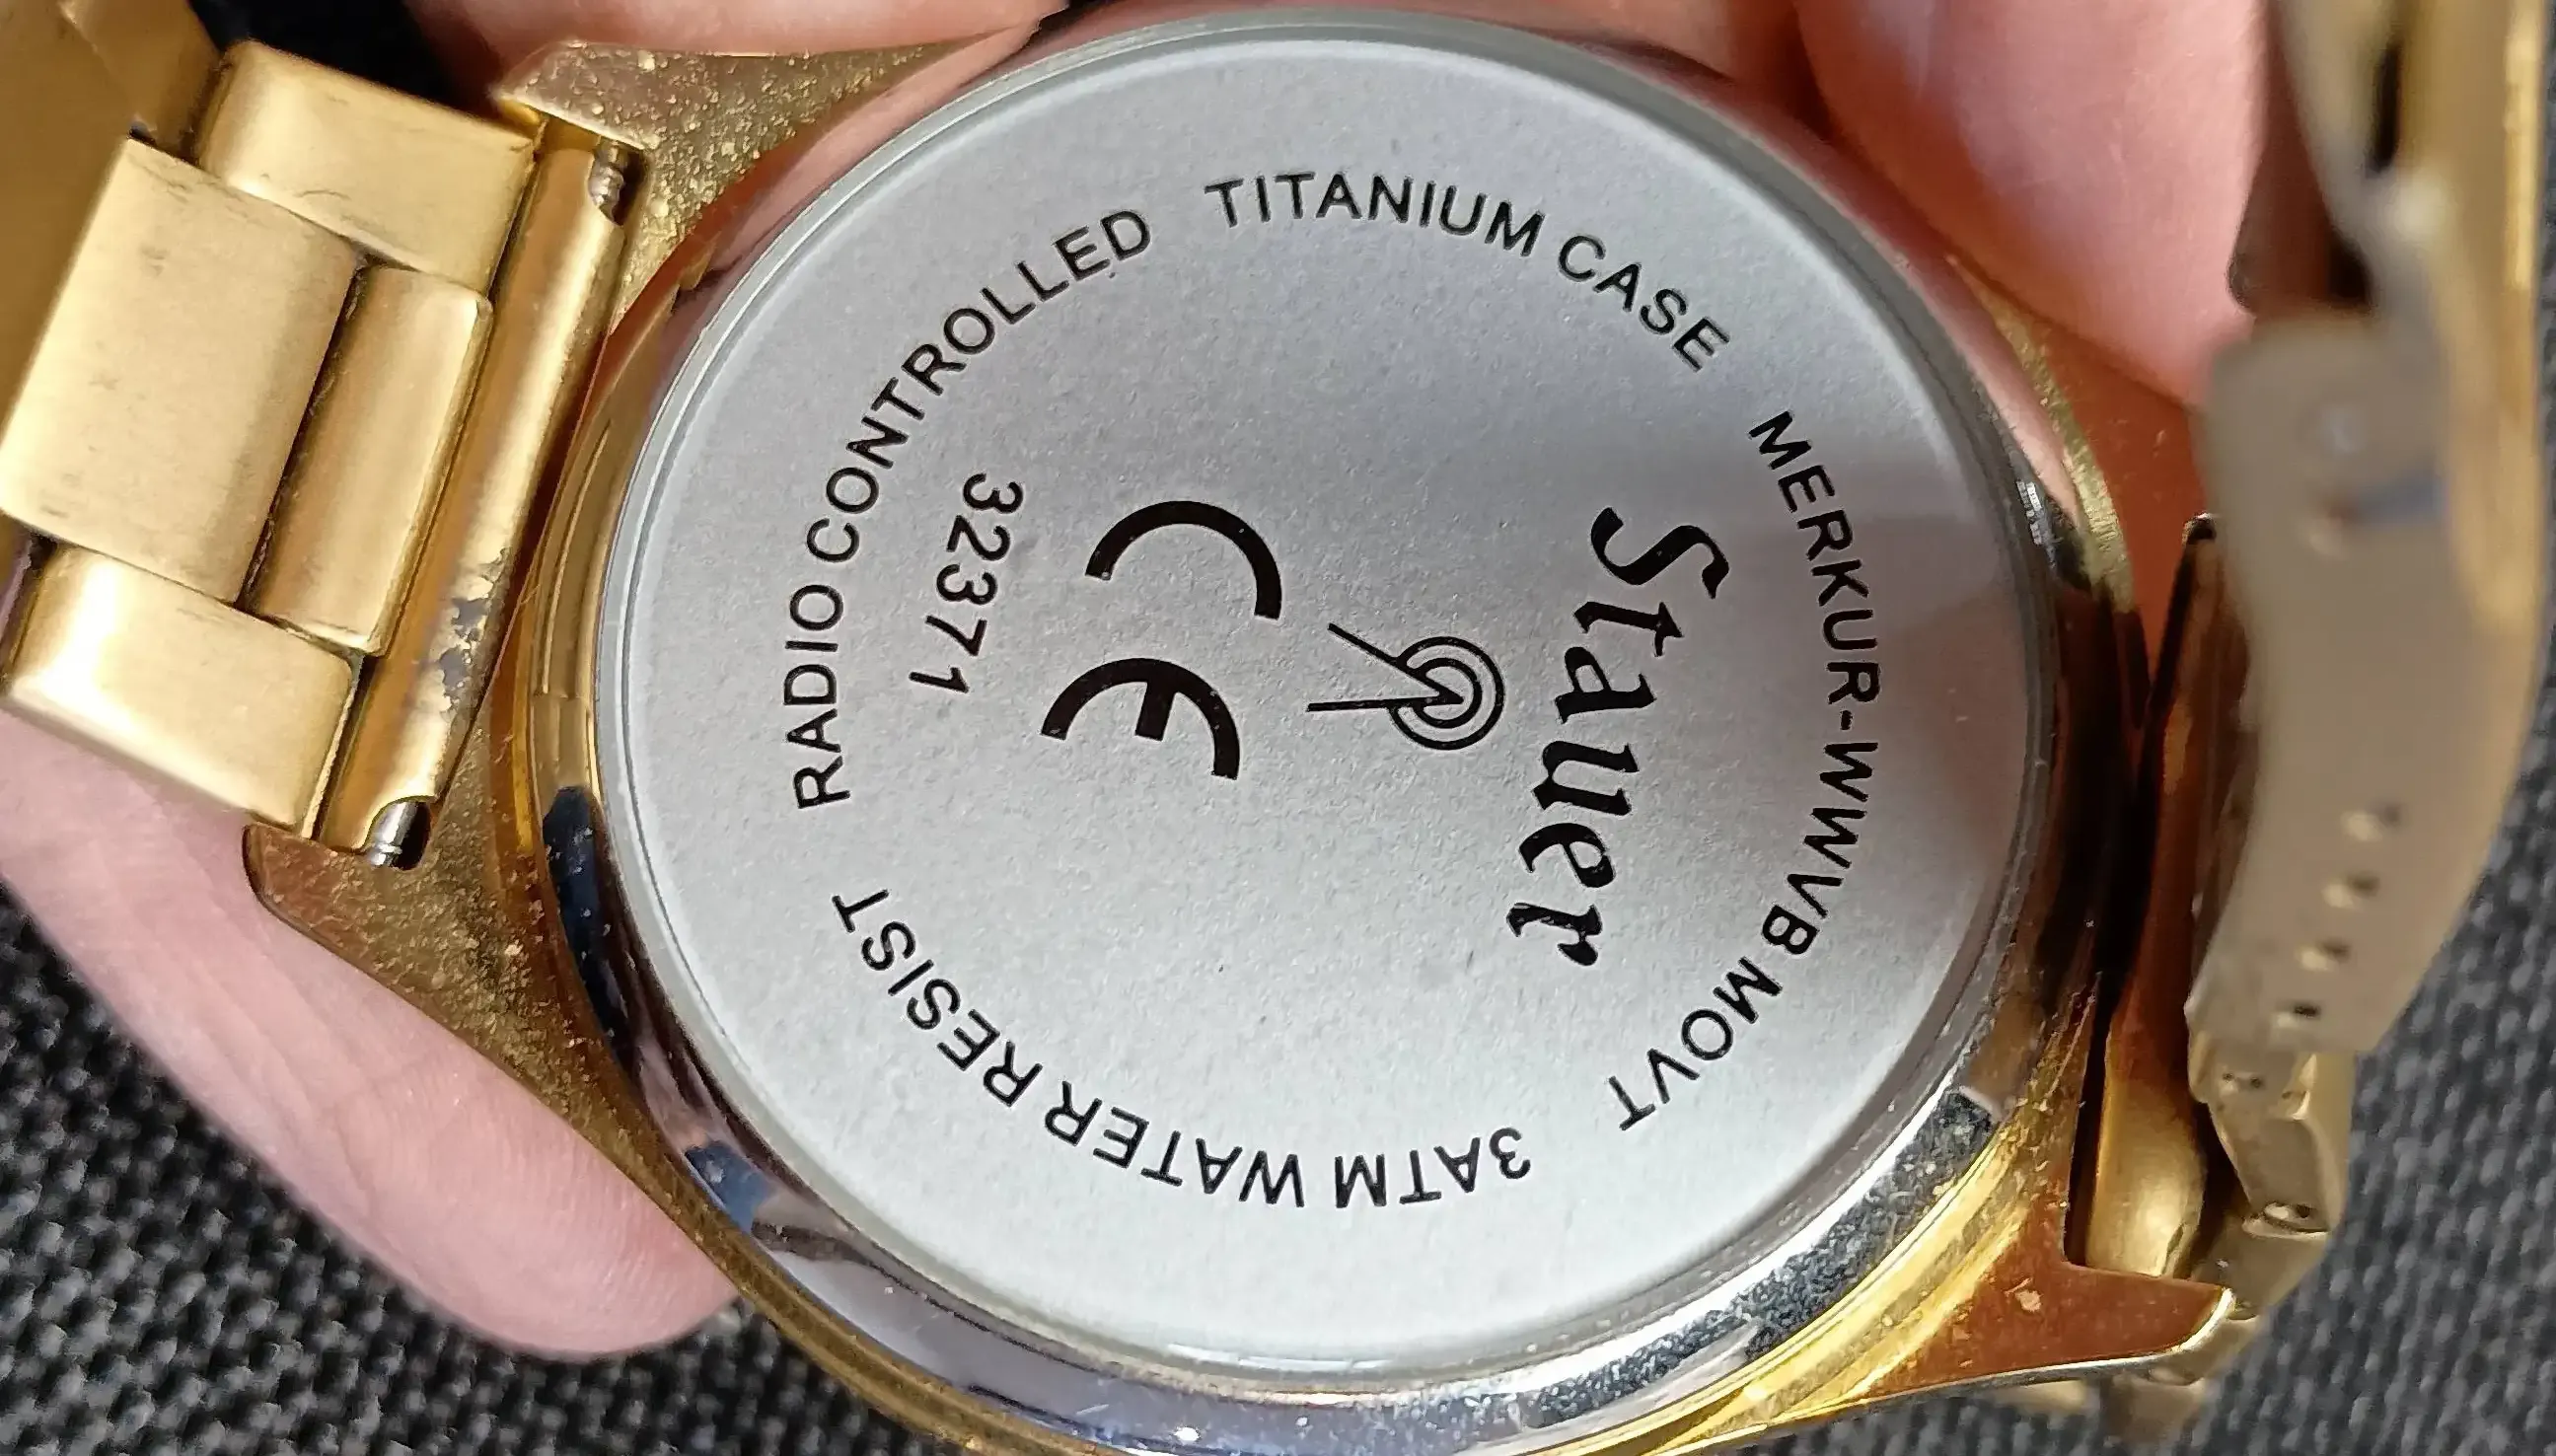 Stauer
CE
32371
RADIO CONTROLLED
TITANIUM CASE
MERKUR-WWVB MOVT
3ATM WATER RESIST